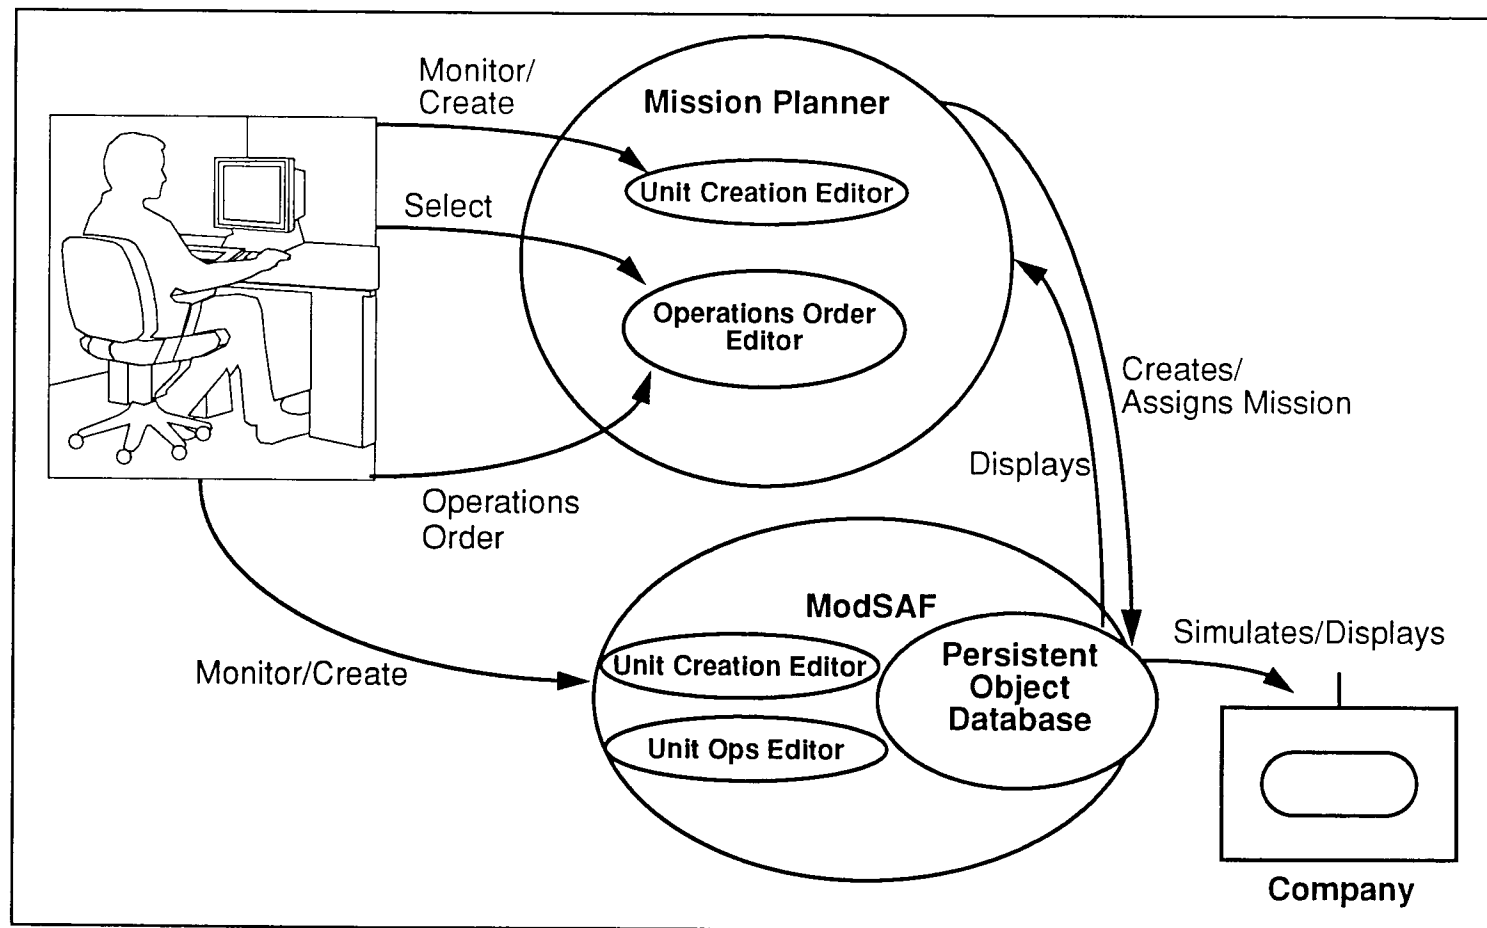 Monitor/
Create
Mission Planner
Unit Creation Editor
Select
Operations Order
Editor
Creates/
Assigns Mission
Displays
Operations
Order
ModSAF
Simulates/Displays
Monitor/Create
Unit Creation Editor
Persistent
Object
Database
Unit Ops Editor
Company